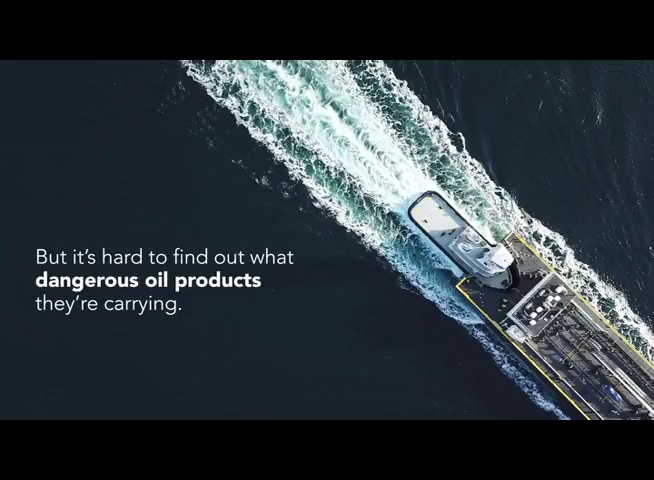 But it's hard to find out what
dangerous oil products
they're carrying.